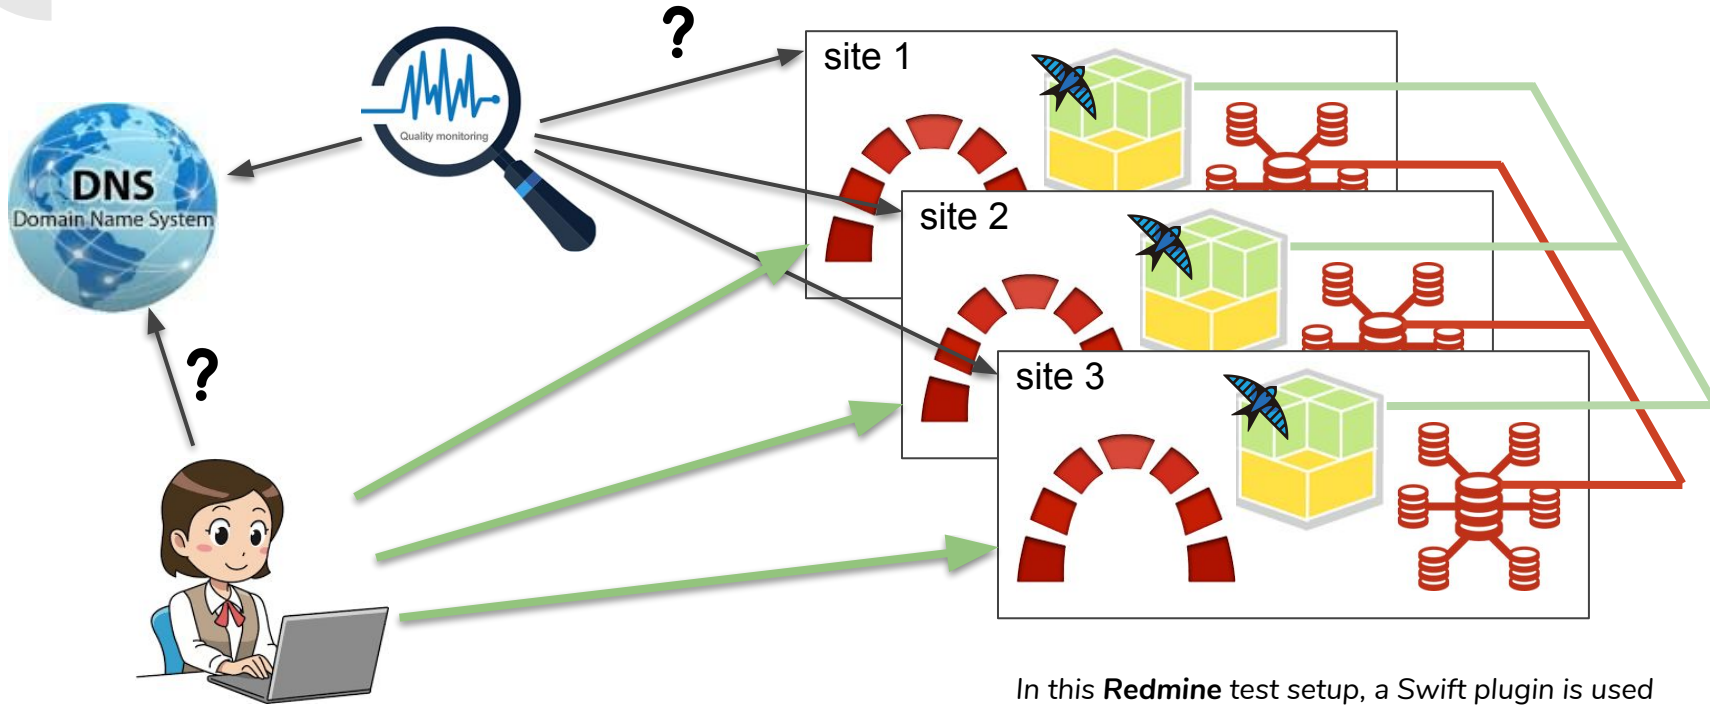 ?
site 1
Quality monitoring
DNS
Domain Name System
site 2
?
site 3
In this Redmine test setup, a Swift plugin is used